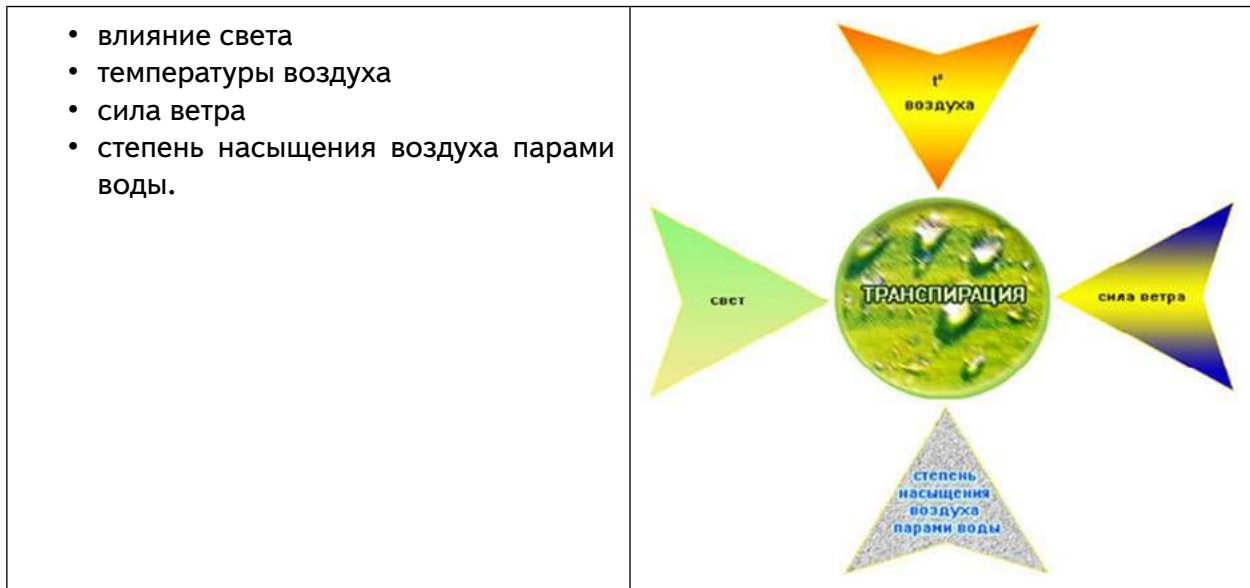 • влияние света
• температуры воздуха
• сила ветра
• степень насыщения воздуха парами
воды.
t°
воздуха
свет
ТРАНСПИРАЦИЯ
сила ветра
степень
насыщения
воздуха
парами воды